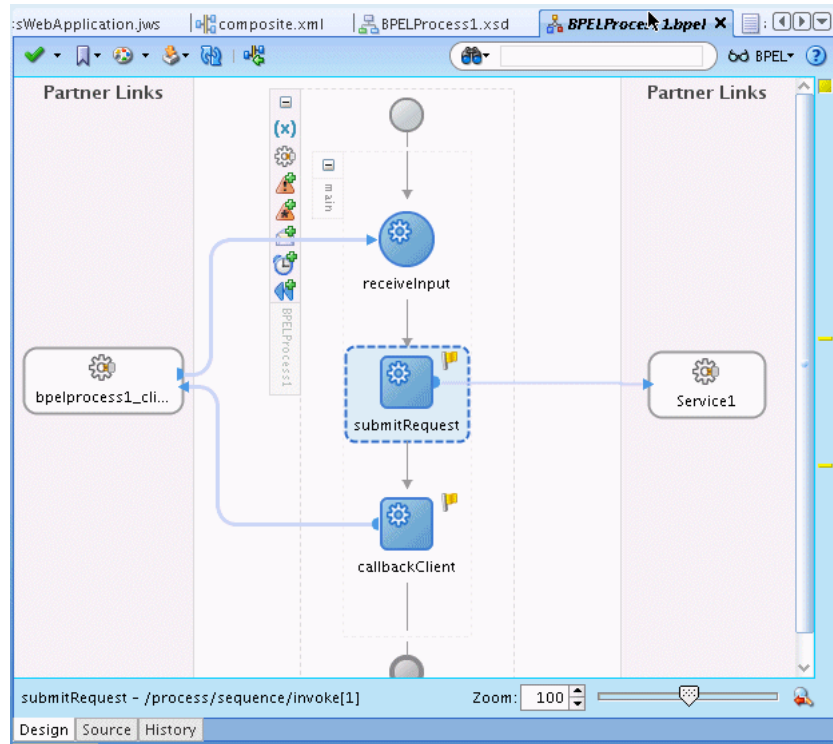 :sWebApplication.jws composite.xml BPELProcess1.xsd BPELProcess1.bpel
BPEL
Partner Links Partner Links
(x)
main
receiveInput
BPELProcess1
bpelprocess1_cli...
submitRequest
Service1
callbackClient
submitRequest - /process/sequence/invoke[1] Zoom: 100
Design Source History